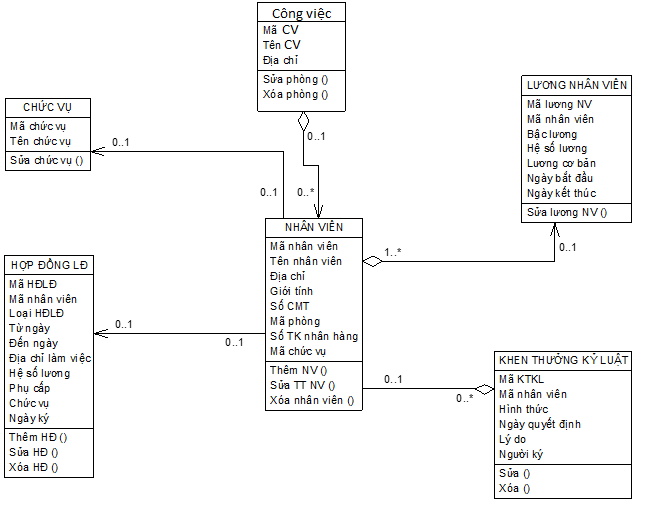 Công việc
Mã CV
Tên CV
Địa chỉ
Sửa phòng ()
Xóa phòng ()
0..1
0..*
CHỨC VỤ
Mã chức vụ
Tên chức vụ
Sửa chức vụ ()
0..1
0..1
LƯƠNG NHÂN VIÊN
Mã lương NV
Mã nhân viên
Bậc lương
Hệ số lương
Lương cơ bản
Ngày bắt đầu
Ngày kết thúc
Sửa lương NV ()
0..1
1..*
NHÂN VIÊN
Mã nhân viên
Tên nhân viên
Địa chỉ
Giới tính
Số CMT
Mã phòng
Số TK nhân hàng
Mã chức vụ
Thêm NV ()
Sửa TT NV ()
Xóa nhân viên ()
HỢP ĐỒNG LĐ
Mã HĐLĐ
Mã nhân viên
Loại HĐLĐ
Từ ngày
Đến ngày
Địa chỉ làm việc
Hệ số lương
Phụ cấp
Chức vụ
Ngày ký
Thêm HĐ ()
Sửa HĐ ()
Xóa HĐ ()
0..1
0..1
KHEN THƯỞNG KỶ LUẬT
Mã KTKL
Mã nhân viên
Hình thức
Ngày quyết định
Lý do
Người ký
Sửa ()
Xóa ()
0..1
0..*